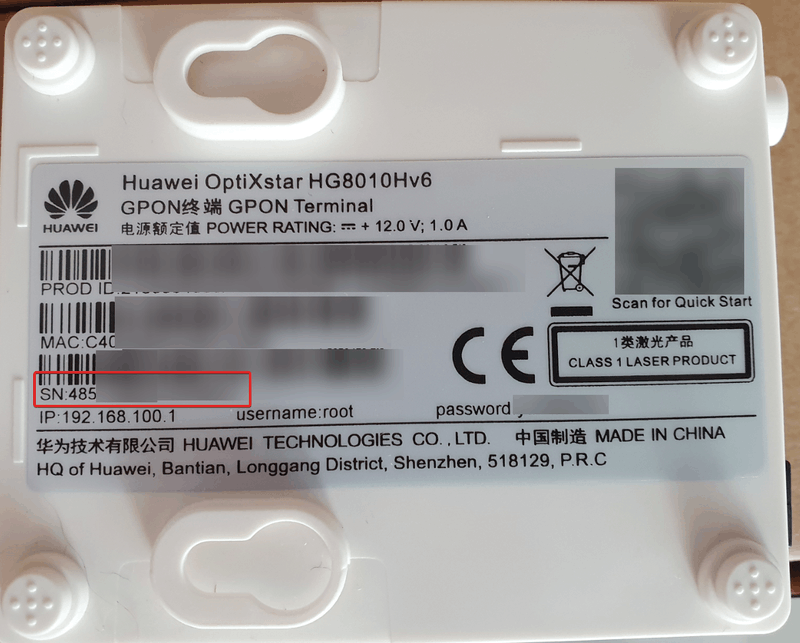 HUAWEI
Huawei OptiXstar HG8010Hv6
GPON终端 GPON Terminal
电源额定值 POWER RATING: ⎓ + 12.0 V; 1.0 A
PROD ID:
MAC:C40
SN:485
Scan for Quick Start
CE
1类激光产品
CLASS 1 LASER PRODUCT
IP:192.168.100.1 username:root password
华为技术有限公司 HUAWEI TECHNOLOGIES CO., LTD. 中国制造 MADE IN CHINA
HQ of Huawei, Bantian, Longgang District, Shenzhen, 518129, P.R.C